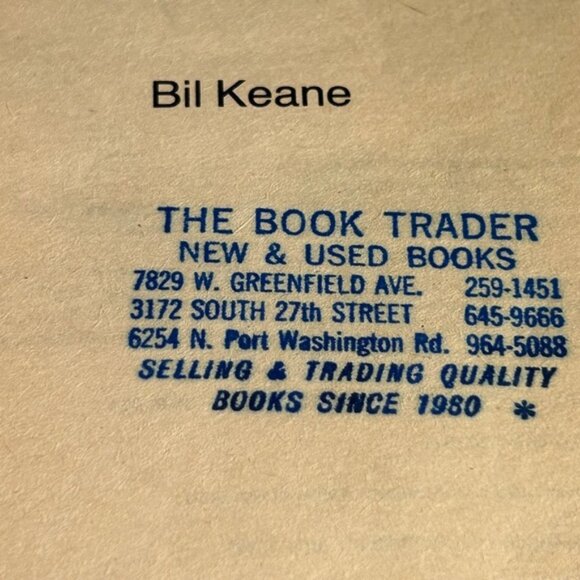 Bil Keane
THE BOOK TRADER
NEW & USED BOOKS
7829 W. GREENFIELD AVE. 259-1451
3172 SOUTH 27th STREET 645-9666
6254 N. Port Washington Rd. 964-5088
SELLING & TRADING QUALITY
BOOKS SINCE 1980 *